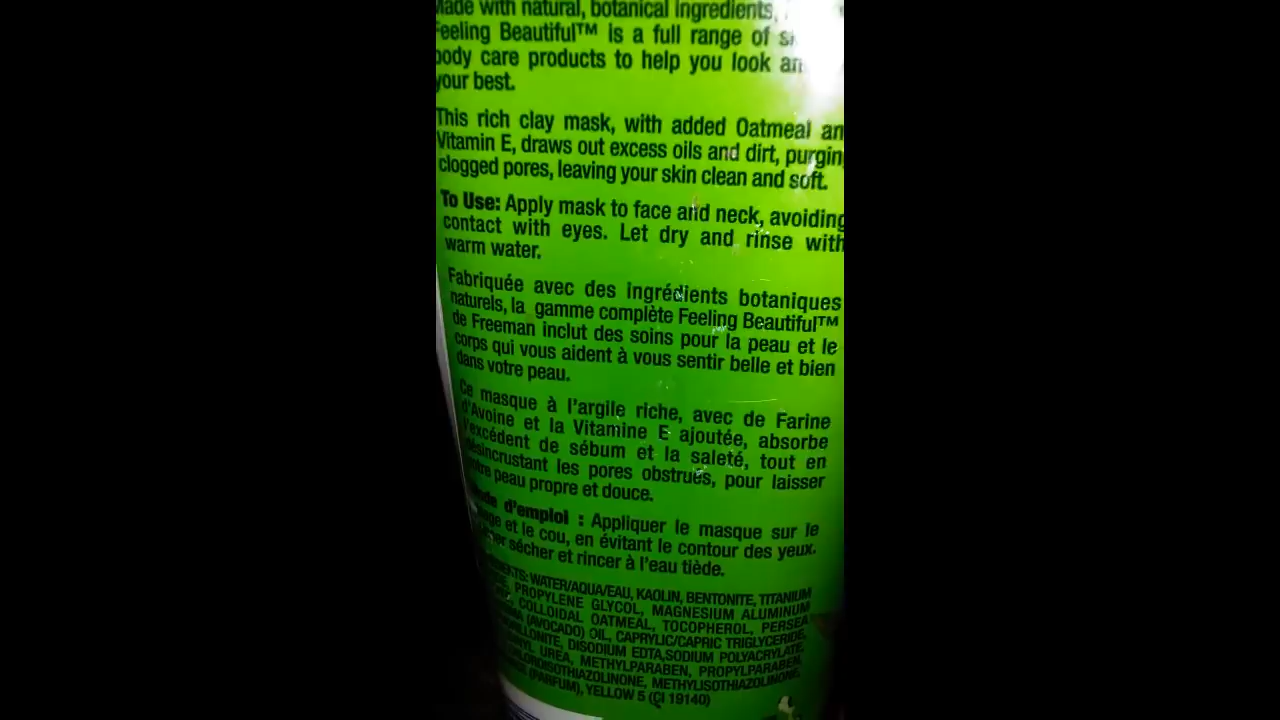 Made with natural, botanical ingredients,
Feeling Beautiful™ is a full range of
body care products to help you look
your best.
This rich clay mask, with added Oatmeal
Vitamin E, draws out excess oils and dirt,
clogged pores, leaving your skin clean and soft.
To Use: Apply mask to face and neck, avoiding
contact with eyes. Let dry and rinse with
warm water.
Fabriquée avec des ingrédients botaniques
naturels, la gamme complète Feeling Beautiful™
de Freeman inclut des soins pour la peau et le
corps qui vous aident à vous sentir belle et bien
dans votre peau.
Ce masque à l'argile riche, avec de Farine
d'Avoine et la Vitamine E ajoutée, absorbe
l'excédent de sébum et la saleté, tout en
désincrustant les pores obstrués, pour laisser
votre peau propre et douce.
d'emploi : Appliquer le masque sur le
et le cou, en évitant le contour des yeux.
sécher et rincer à l'eau tiède.
WATER/AQUA/EAU, KAOLIN, BENTONITE, TITANIUM
PROPYLENE GLYCOL, MAGNESIUM ALUMINUM
COLLOIDAL OATMEAL, TOCOPHEROL, PERSEA
(AVOCADO) OIL, CAPRYLIC/CAPRIC TRIGLYCERIDE,
DISODIUM EDTA,SODIUM POLYACRYLATE,
UREA, METHYLPARABEN, PROPYLPARABEN,
METHYLISOTHIAZOLINONE,
(PARFUM), YELLOW 5 (CI 19140)